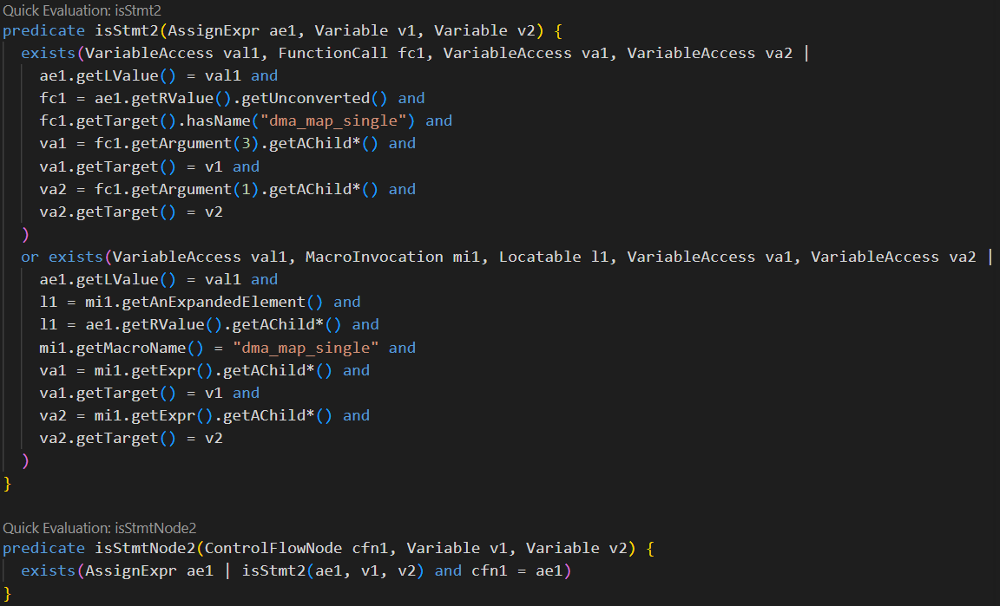 Quick Evaluation: isStmt2
predicate isStmt2(AssignExpr ae1, Variable v1, Variable v2) {
  exists(VariableAccess val1, FunctionCall fc1, VariableAccess va1, VariableAccess va2 |
    ae1.getLValue() = val1 and
    fc1 = ae1.getRValue().getUnconverted() and
    fc1.getTarget().hasName("dma_map_single") and
    va1 = fc1.getArgument(3).getAChild*() and
    va1.getTarget() = v1 and
    va2 = fc1.getArgument(1).getAChild*() and
    va2.getTarget() = v2
  )
  or exists(VariableAccess val1, MacroInvocation mi1, Locatable l1, VariableAccess va1, VariableAccess va2 |
    ae1.getLValue() = val1 and
    l1 = mi1.getAnExpandedElement() and
    l1 = ae1.getRValue().getAChild*() and
    mi1.getMacroName() = "dma_map_single" and
    va1 = mi1.getExpr().getAChild*() and
    va1.getTarget() = v1 and
    va2 = mi1.getExpr().getAChild*() and
    va2.getTarget() = v2
  )
}
Quick Evaluation: isStmtNode2
predicate isStmtNode2(ControlFlowNode cfn1, Variable v1, Variable v2) {
  exists(AssignExpr ae1 | isStmt2(ae1, v1, v2) and cfn1 = ae1)
}